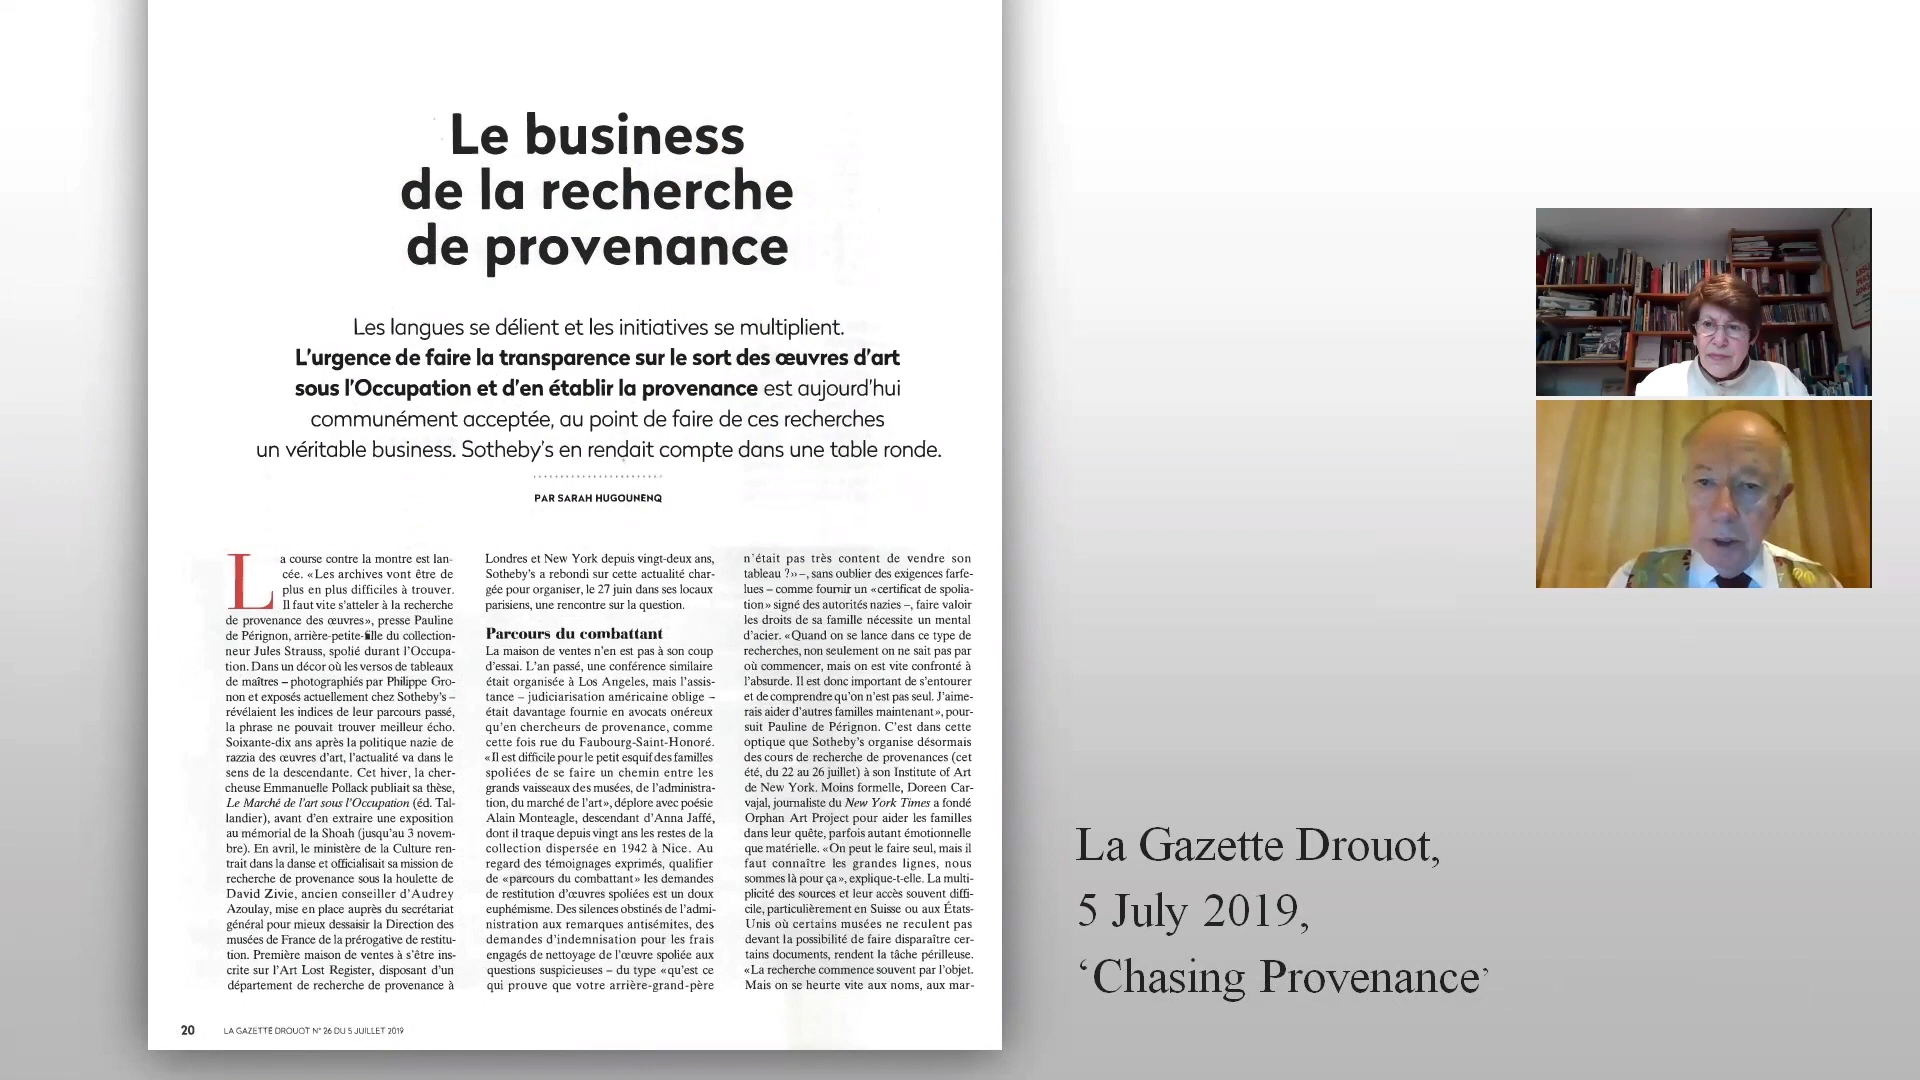 Le business
de la recherche
de provenance
Les langues se délient et les initiatives se multiplient.
L'urgence de faire la transparence sur le sort des œuvres d'art
sous l'Occupation et d'en établir la provenance est aujourd'hui
communément acceptée, au point de faire de ces recherches
un véritable business. Sotheby's en rendait compte dans une table ronde.
PAR SARAH HUGOUNENQ
La course contre la montre est lan-
cée. «Les archives vont être de
plus en plus difficiles à trouver.
Il faut vite s'atteler à la recherche
de provenance des œuvres», presse Pauline
de Pérignon, arrière-petite-fille du collection-
neur Jules Strauss, spolié durant l'Occupa-
tion. Dans un décor où les versos de tableaux
de maîtres – photographiés par Philippe Gro-
non et exposés actuellement chez Sotheby's –
révélaient les indices de leur parcours passé,
la phrase ne pouvait trouver meilleur écho.
Soixante-dix ans après la politique nazie de
razzia des œuvres d'art, l'actualité va dans le
sens de la descendante. Cet hiver, la cher-
cheuse Emmanuelle Pollack publiait sa thèse,
Le Marché de l'art sous l'Occupation (éd. Tal-
landier), avant d'en extraire une exposition
au mémorial de la Shoah (jusqu'au 3 novem-
bre). En avril, le ministère de la Culture ren-
trait dans la danse et officialisait sa mission de
recherche de provenance sous la houlette de
David Zivie, ancien conseiller d'Audrey
Azoulay, mise en place auprès du secrétariat
général pour mieux dessaisir la Direction des
musées de France de la prérogative de restitu-
tion. Première maison de ventes à s'être ins-
crite sur l'Art Lost Register, disposant d'un
département de recherche de provenance à
Londres et New York depuis vingt-deux ans,
Sotheby's a rebondi sur cette actualité char-
gée pour organiser, le 27 juin dans ses locaux
parisiens, une rencontre sur la question.
Parcours du combattant
La maison de ventes n'en est pas à son coup
d'essai. L'an passé, une conférence similaire
était organisée à Los Angeles, mais l'assis-
tance – judiciarisation américaine oblige –
était davantage fournie en avocats onéreux
qu'en chercheurs de provenance, comme
cette fois rue du Faubourg-Saint-Honoré.
«Il est difficile pour le petit esquif des familles
spoliées de se faire un chemin entre les
grands vaisseaux des musées, de l'administra-
tion, du marché de l'art», déplore avec poésie
Alain Monteagle, descendant d'Anna Jaffé,
dont il traque depuis vingt ans les restes de la
collection dispersée en 1942 à Nice. Au
regard des témoignages exprimés, qualifier
de «parcours du combattant» les demandes
de restitution d'œuvres spoliées est un doux
euphémisme. Des silences obstinés de l'admi-
nistration aux remarques antisémites, des
demandes d'indemnisation pour les frais
engagés de nettoyage de l'œuvre spoliée aux
questions suspicieuses – du type «qu'est ce
qui prouve que votre arrière-grand-père
n'était pas très content de vendre son
tableau ?» –, sans oublier des exigences farfe-
lues – comme fournir un «certificat de spolia-
tion» signé des autorités nazies –, faire valoir
les droits de sa famille nécessite un mental
d'acier. «Quand on se lance dans ce type de
recherches, non seulement on ne sait pas par
où commencer, mais on est vite confronté à
l'absurde. Il est donc important de s'entourer
et de comprendre qu'on n'est pas seul. J'aime-
rais aider d'autres familles maintenant», pour-
suit Pauline de Pérignon. C'est dans cette
optique que Sotheby's organise désormais
des cours de recherche de provenances (cet
été, du 22 au 26 juillet) à son Institute of Art
de New York. Moins formelle, Doreen Car-
vajal, journaliste du New York Times a fondé
Orphan Art Project pour aider les familles
dans leur quête, parfois autant émotionnelle
que matérielle. «On peut le faire seul, mais il
faut connaître les grandes lignes, nous
sommes là pour ça», explique-t-elle. La multi-
plicité des sources et leur accès souvent diffi-
cile, particulièrement en Suisse ou aux États-
Unis où certains musées ne reculent pas
devant la possibilité de faire disparaître cer-
tains documents, rendent la tâche périlleuse.
«La recherche commence souvent par l'objet.
Mais on se heurte vite aux noms, aux mar-
20 LA GAZETTE DROUOT N° 26 DU 5 JUILLET 2019
La Gazette Drouot,
5 July 2019,
‘Chasing Provenance’